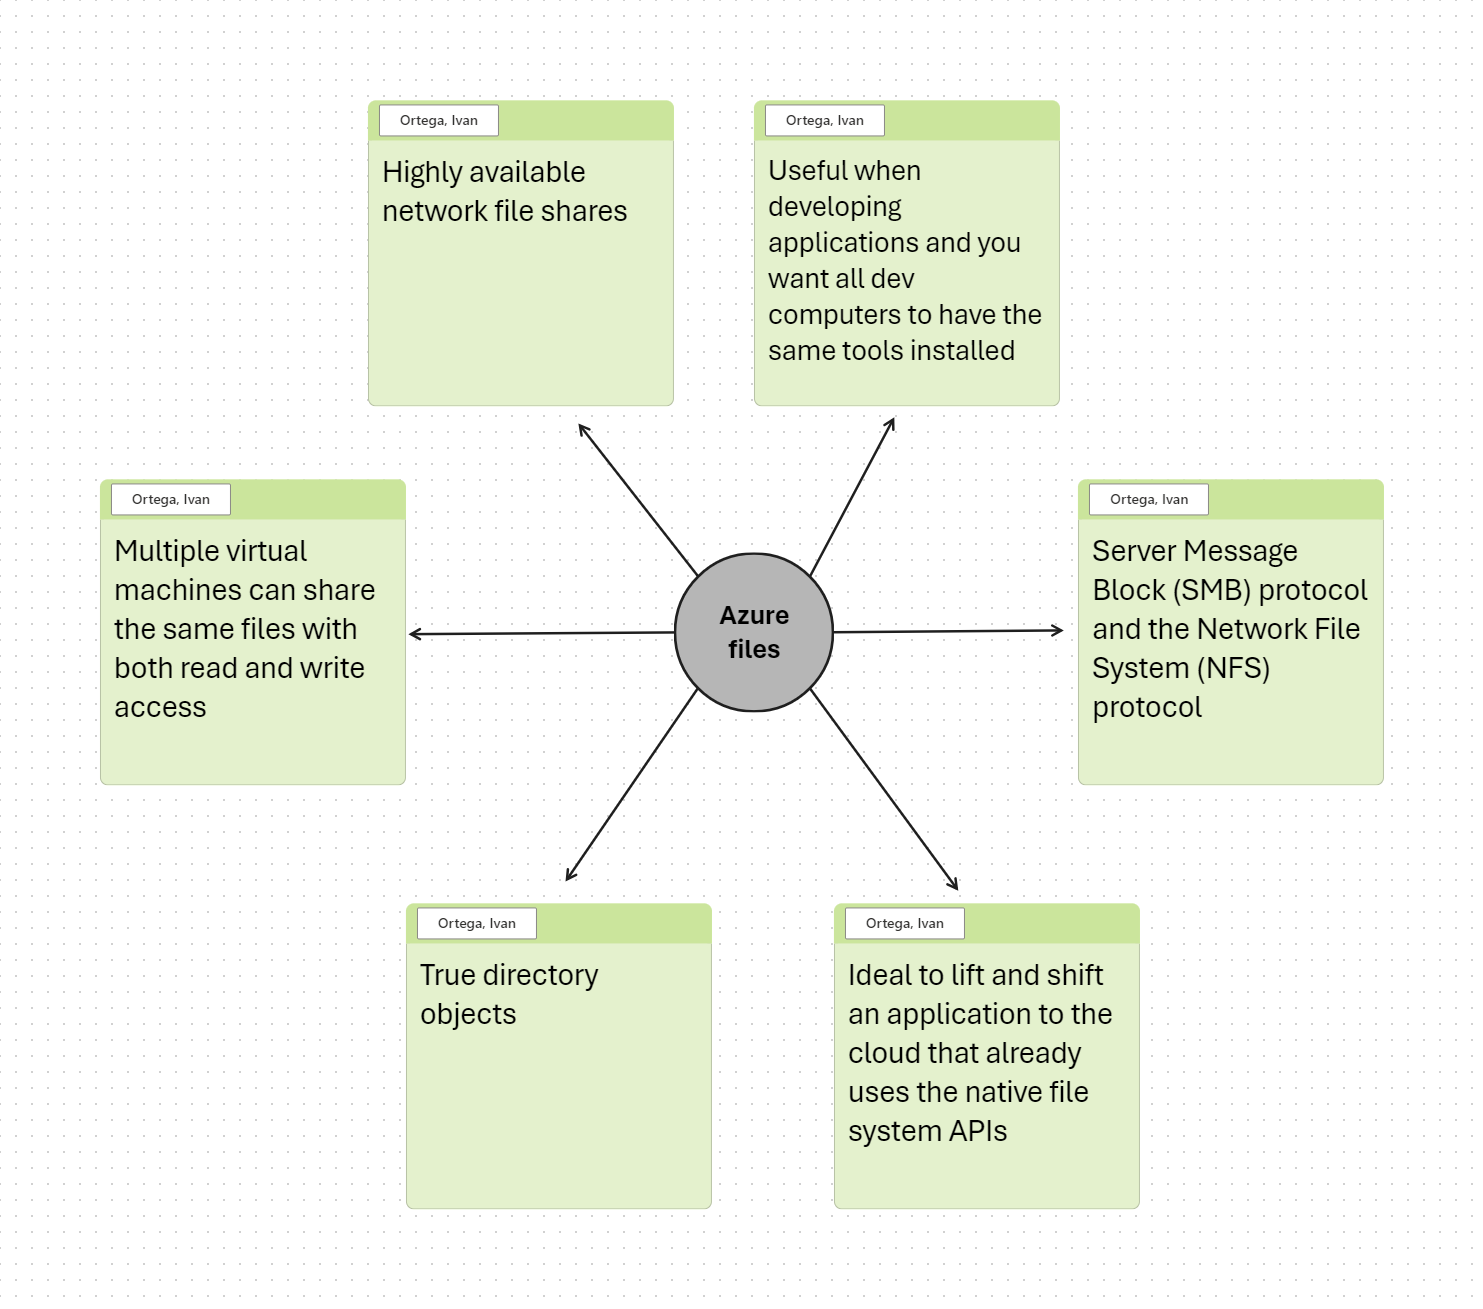 Ortega, Ivan
Highly available
network file shares
Ortega, Ivan
Useful when
developing
applications and you
want all dev
computers to have the
same tools installed
Ortega, Ivan
Multiple virtual
machines can share
the same files with
both read and write
access
Azure
files
Ortega, Ivan
Server Message
Block (SMB) protocol
and the Network File
System (NFS)
protocol
Ortega, Ivan
True directory
objects
Ortega, Ivan
Ideal to lift and shift
an application to the
cloud that already
uses the native file
system APIs